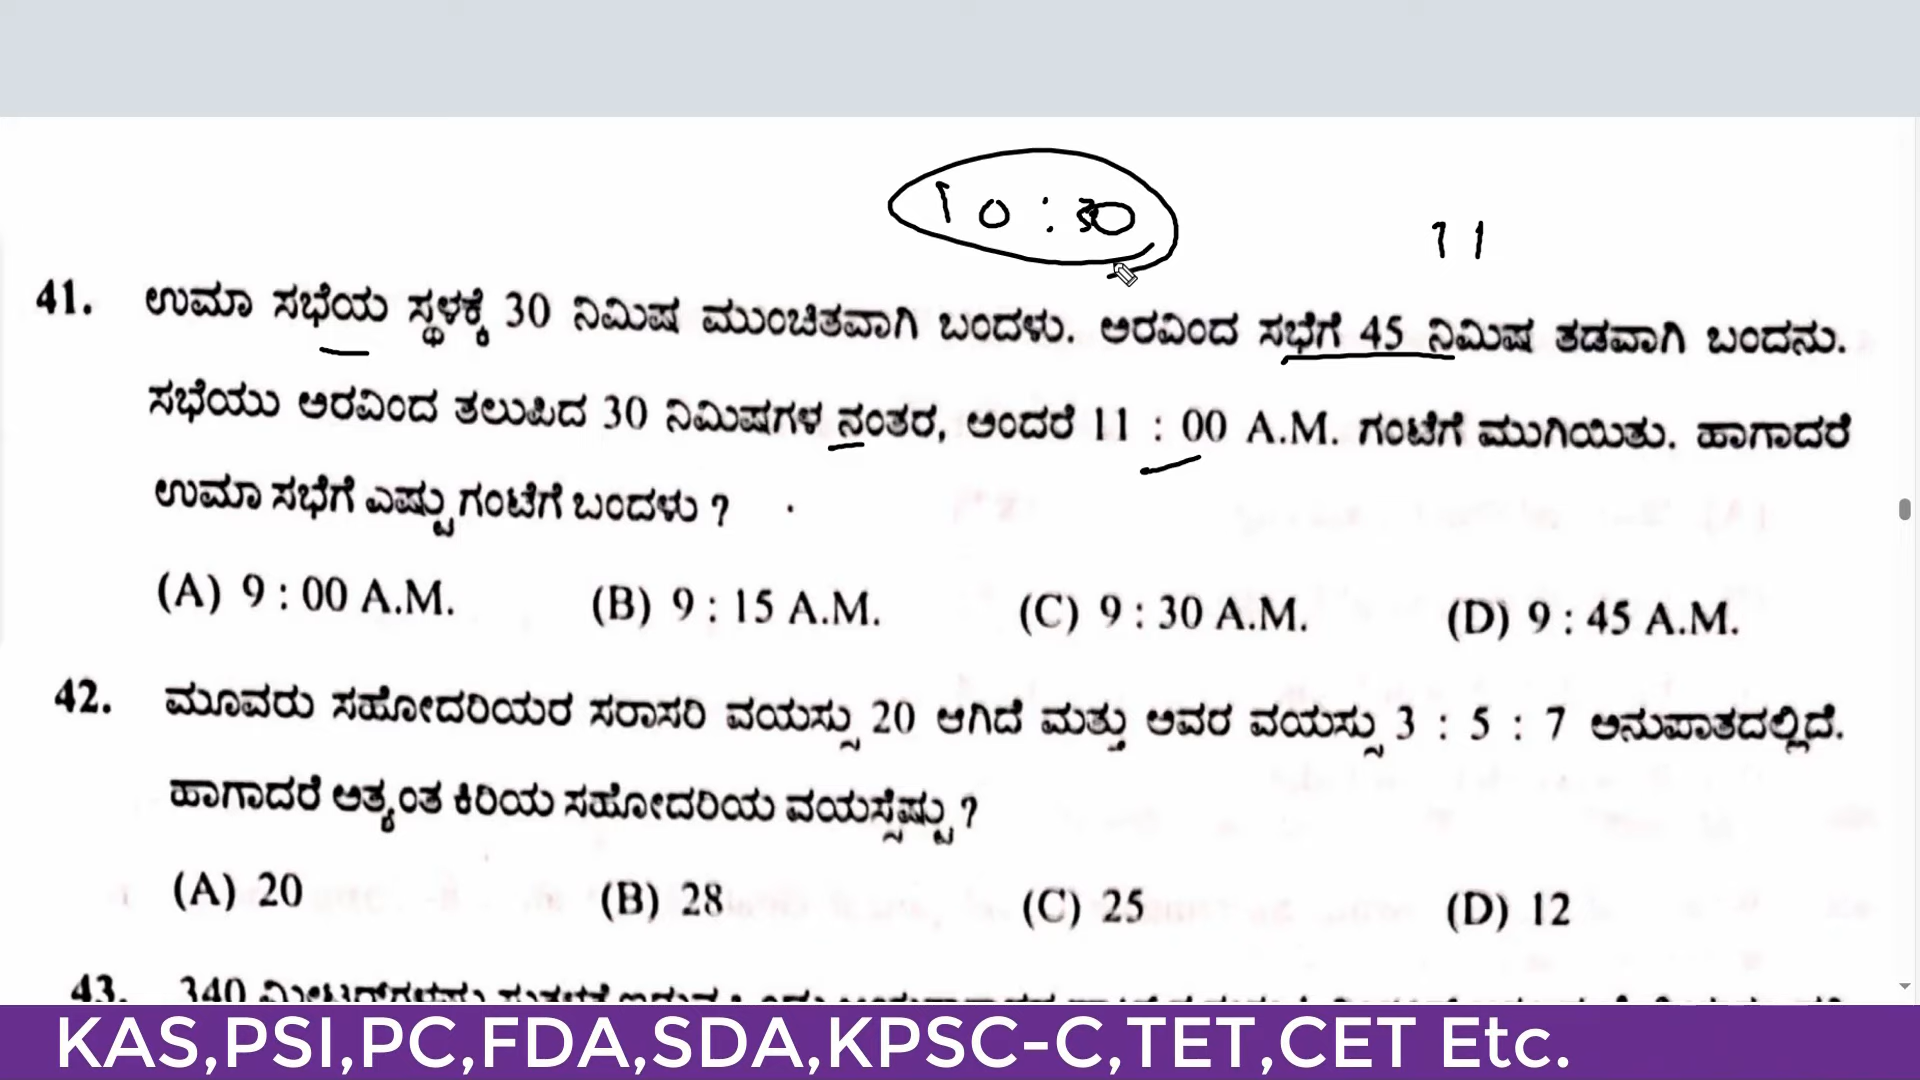 10:30
11
41. ಉಮಾ ಸಭೆಯ ಸ್ಥಳಕ್ಕೆ 30 ನಿಮಿಷ ಮುಂಚಿತವಾಗಿ ಬಂದಳು. ಅರವಿಂದ ಸಭೆಗೆ 45 ನಿಮಿಷ ತಡವಾಗಿ ಬಂದನು.
ಸಭೆಯು ಅರವಿಂದ ತಲುಪಿದ 30 ನಿಮಿಷಗಳ ನಂತರ, ಅಂದರೆ 11 : 00 A.M. ಗಂಟೆಗೆ ಮುಗಿಯಿತು. ಹಾಗಾದರೆ
ಉಮಾ ಸಭೆಗೆ ಎಷ್ಟು ಗಂಟೆಗೆ ಬಂದಳು ?
(A) 9 : 00 A.M. (B) 9 : 15 A.M. (C) 9 : 30 A.M. (D) 9 : 45 A.M.
42. ಮೂವರು ಸಹೋದರಿಯರ ಸರಾಸರಿ ವಯಸ್ಸು 20 ಆಗಿದೆ ಮತ್ತು ಅವರ ವಯಸ್ಸು 3 : 5 : 7 ಅನುಪಾತದಲ್ಲಿದೆ.
ಹಾಗಾದರೆ ಅತ್ಯಂತ ಕಿರಿಯ ಸಹೋದರಿಯ ವಯಸ್ಸೆಷ್ಟು ?
(A) 20 (B) 28 (C) 25 (D) 12
43. 340
KAS,PSI,PC,FDA,SDA,KPSC-C,TET,CET Etc.